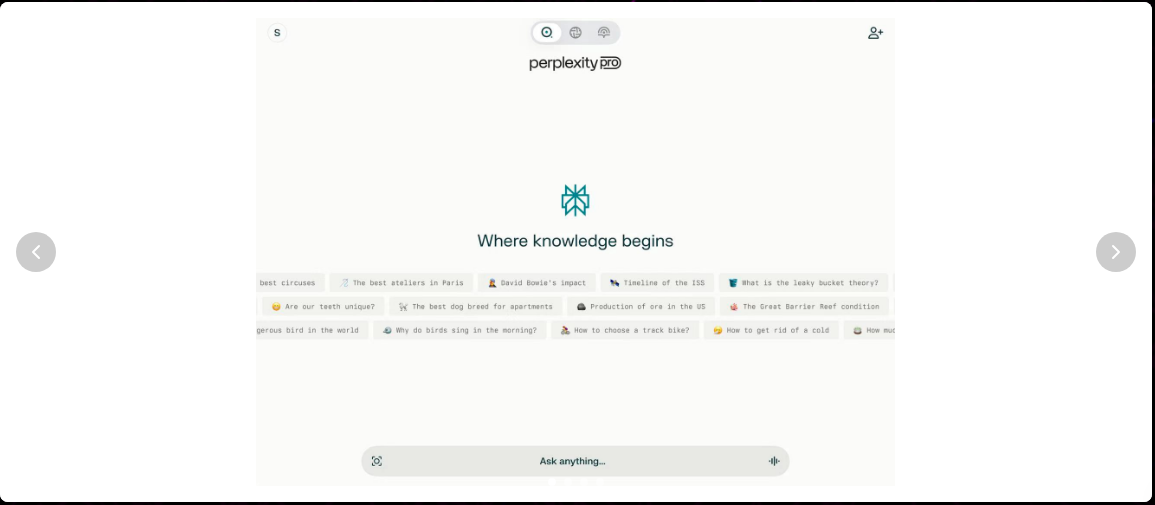 S
perplexity pro
Where knowledge begins
best circuses The best ateliers in Paris David Bowie's impact Timeline of the ISS What is the leaky bucket theory?
Are our teeth unique? The best dog breed for apartments Production of ore in the US The Great Barrier Reef condition
gerous bird in the world Why do birds sing in the morning? How to choose a track bike? How to get rid of a cold How muc
Ask anything...